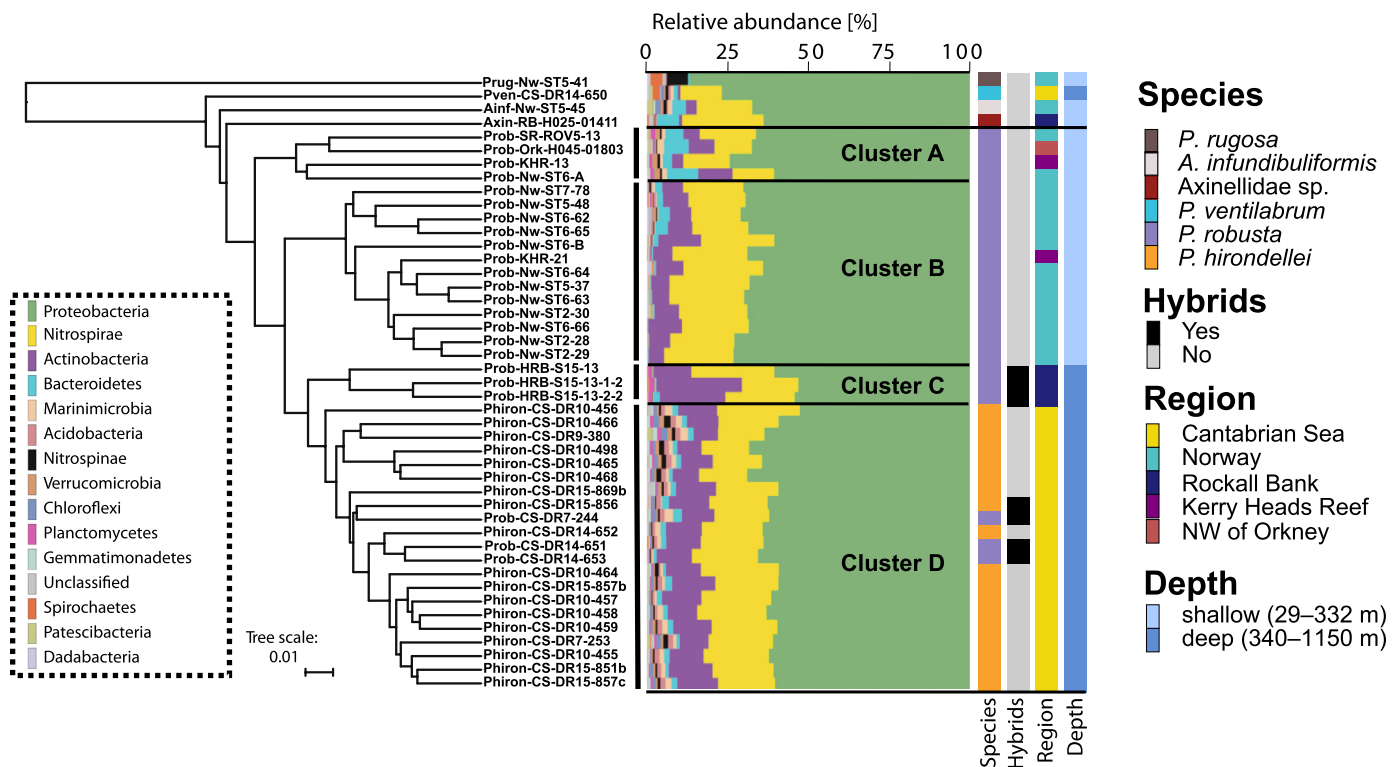 Relative abundance [%]
0 25 50 75 100
Prug-Nw-ST5-41
Pven-CS-DR14-650
Ainf-Nw-ST5-45
Axin-RB-H025-01411
Prob-SR-ROV5-13
Prob-Ork-H045-01803
Prob-KHR-13
Prob-Nw-ST6-A
Prob-Nw-ST7-78
Prob-Nw-ST5-48
Prob-Nw-ST6-62
Prob-Nw-ST6-65
Prob-Nw-ST6-B
Prob-KHR-21
Prob-Nw-ST6-64
Prob-Nw-ST5-37
Prob-Nw-ST6-63
Prob-Nw-ST2-30
Prob-Nw-ST6-66
Prob-Nw-ST2-28
Prob-Nw-ST2-29
Prob-HRB-S15-13
Prob-HRB-S15-13-1-2
Prob-HRB-S15-13-2-2
Phiron-CS-DR10-456
Phiron-CS-DR10-466
Phiron-CS-DR9-380
Phiron-CS-DR10-498
Phiron-CS-DR10-465
Phiron-CS-DR10-468
Phiron-CS-DR15-869b
Phiron-CS-DR15-856
Prob-CS-DR7-244
Phiron-CS-DR14-652
Prob-CS-DR14-651
Prob-CS-DR14-653
Phiron-CS-DR10-464
Phiron-CS-DR15-857b
Phiron-CS-DR10-457
Phiron-CS-DR10-458
Phiron-CS-DR10-459
Phiron-CS-DR7-253
Phiron-CS-DR10-455
Phiron-CS-DR15-851b
Phiron-CS-DR15-857c
Cluster A
Cluster B
Cluster C
Cluster D
Proteobacteria
Nitrospirae
Actinobacteria
Bacteroidetes
Marinimicrobia
Acidobacteria
Nitrospinae
Verrucomicrobia
Chloroflexi
Planctomycetes
Gemmatimonadetes
Unclassified
Spirochaetes
Patescibacteria
Dadabacteria
Tree scale:
0.01
Species
Hybrids
Region
Depth
Species
P. rugosa
A. infundibuliformis
Axinellidae sp.
P. ventilabrum
P. robusta
P. hirondellei
Hybrids
Yes
No
Region
Cantabrian Sea
Norway
Rockall Bank
Kerry Heads Reef
NW of Orkney
Depth
shallow (29–332 m)
deep (340–1150 m)